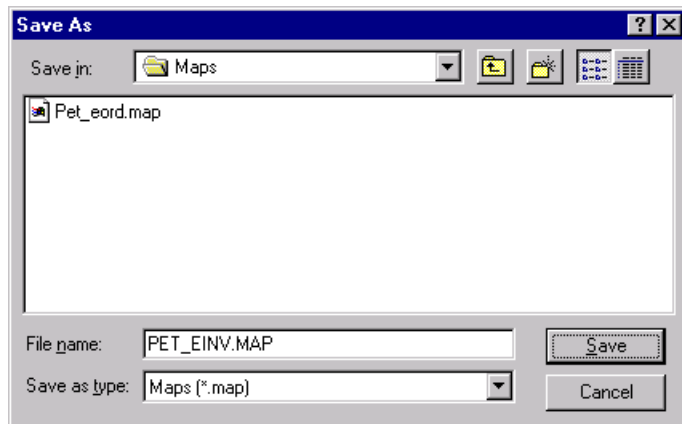 Save As
Save in: Maps
Pet_eord.map
File name: PET_EINV.MAP Save
Save as type: Maps (*.map) Cancel